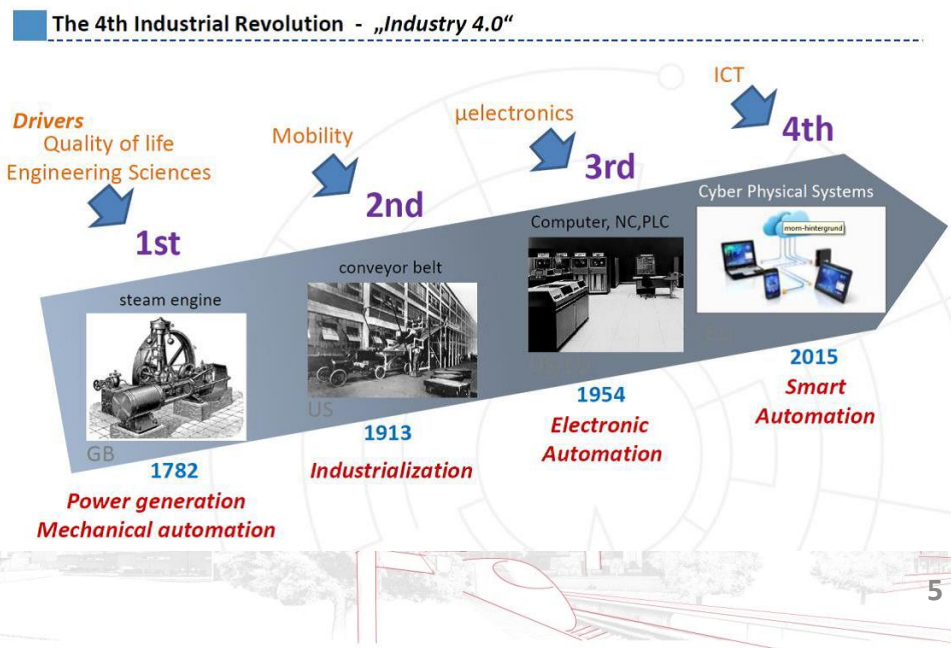 The 4th Industrial Revolution - „Industry 4.0“
Drivers
Quality of life
Engineering Sciences
1st
steam engine
GB
1782
Power generation
Mechanical automation
Mobility
2nd
conveyor belt
US
1913
Industrialization
µelectronics
3rd
Computer, NC,PLC
1954
Electronic
Automation
ICT
4th
Cyber Physical Systems
mom-hintergrund
2015
Smart
Automation
5